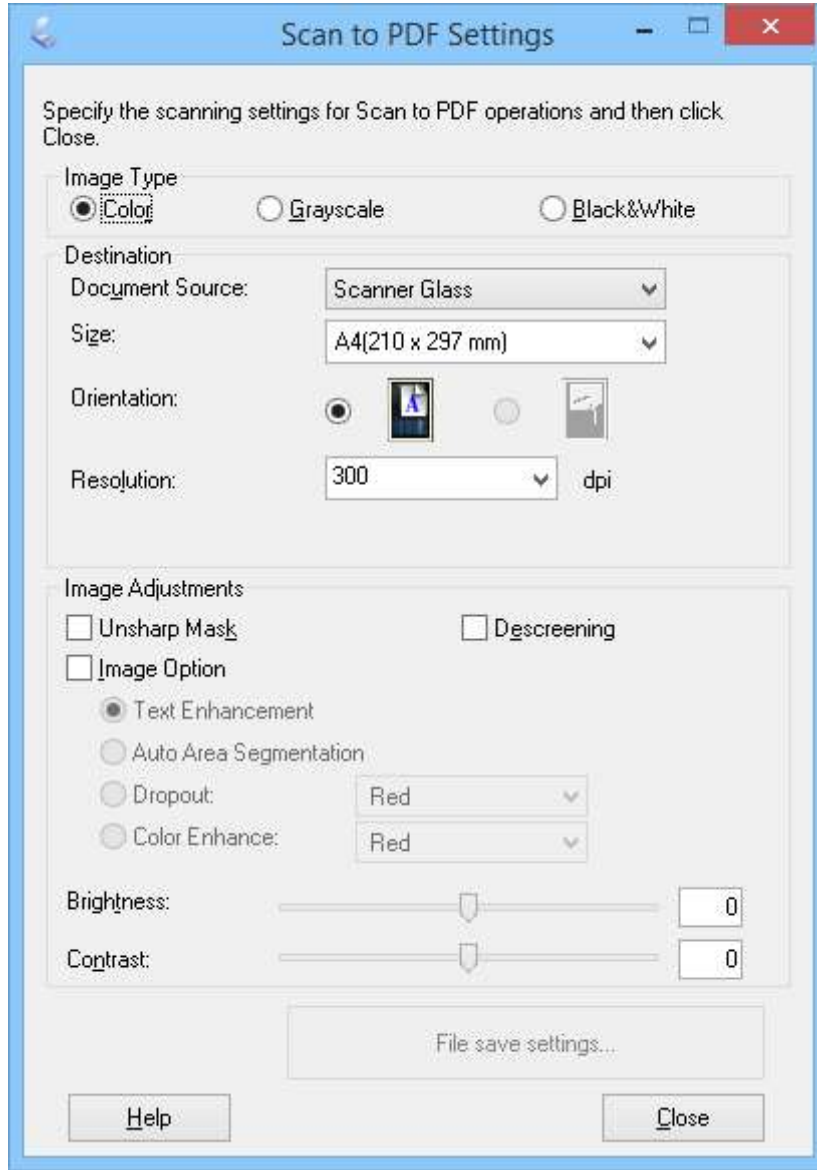 Scan to PDF Settings
Specify the scanning settings for Scan to PDF operations and then click
Close.
Image Type
Color Grayscale Black&White
Destination
Document Source: Scanner Glass
Size: A4(210 x 297 mm)
Orientation: A
Resolution: 300 dpi
Image Adjustments
Unsharp Mask Descreening
Image Option
Text Enhancement
Auto Area Segmentation
Dropout: Red
Color Enhance: Red
Brightness: 0
Contrast: 0
File save settings...
Help Close